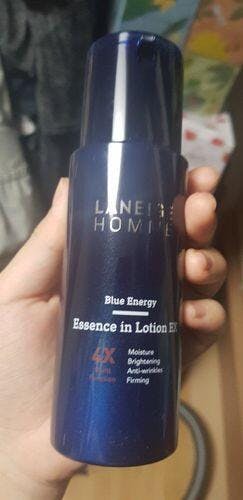 LANEIGE
HOMME
Blue Energy
Essence in Lotion EX
4X
Moisture
Brightening
Anti-wrinkles
Firming